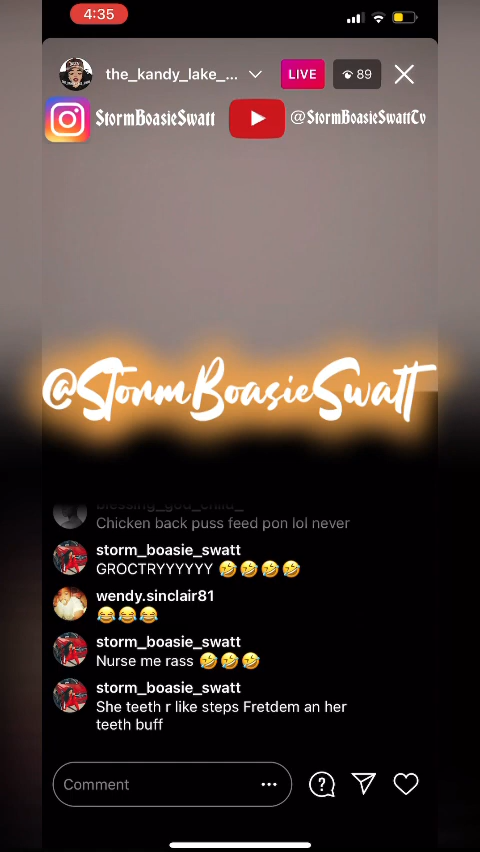 4:35
the_kandy_lake_...
LIVE
89
StormBoasieSwatt
@StormBoasieSwattTv
@StormBoasieSwatt
blessing_god_child_
Chicken back puss feed pon lol never
storm_boasie_swatt
GROCTRYYYYYY 🤣🤣🤣🤣
wendy.sinclair81
😂😂😂
storm_boasie_swatt
Nurse me rass 🤣🤣🤣
storm_boasie_swatt
She teeth r like steps Fretdem an her
teeth buff
Comment